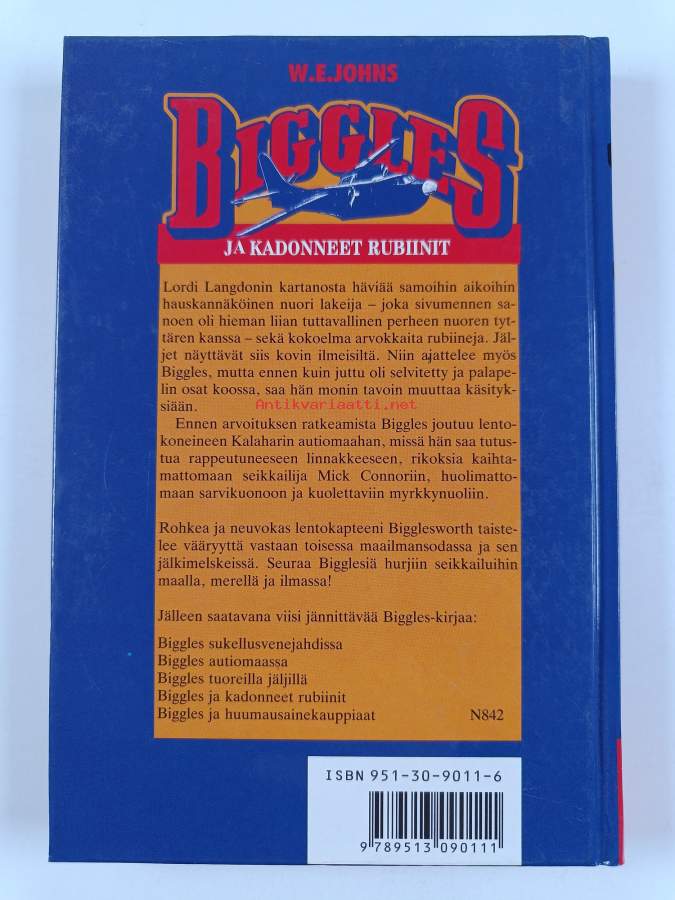 W.E.JOHNS
BIGGLES
JA KADONNEET RUBIINIT
Lordi Langdonin kartanosta häviää samoihin aikoihin
hauskannäköinen nuori lakeija – joka sivumennen sa-
noen oli hieman liian tuttavallinen perheen nuoren tyt-
tären kanssa – sekä kokoelma arvokkaita rubiineja. Jäl-
jet näyttävät siis kovin ilmeisiltä. Niin ajattelee myös
Biggles, mutta ennen kuin juttu oli selvitetty ja palape-
lin osat koossa, saa hän monin tavoin muuttaa käsityk-
siään.
Antikvariaatti.net
Ennen arvoituksen ratkeamista Biggles joutuu lento-
koneineen Kalaharin autiomaahan, missä hän saa tutus-
tua rappeutuneeseen linnakkeeseen, rikoksia kaihta-
mattomaan seikkailija Mick Connoriin, huolimatto-
maan sarvikuonoon ja kuolettaviin myrkkynuoliin.
Rohkea ja neuvokas lentokapteeni Bigglesworth taiste-
lee vääryyttä vastaan toisessa maailmansodassa ja sen
jälkimelskeissä. Seuraa Bigglesiä hurjiin seikkailuihin
maalla, merellä ja ilmassa!
Jälleen saatavana viisi jännittävää Biggles-kirjaa:
Biggles sukellusvenejahdissa
Biggles autiomaassa
Biggles tuoreilla jäljillä
Biggles ja kadonneet rubiinit
Biggles ja huumausainekauppiaat N842
ISBN 951-30-9011-6
9 789513 090111